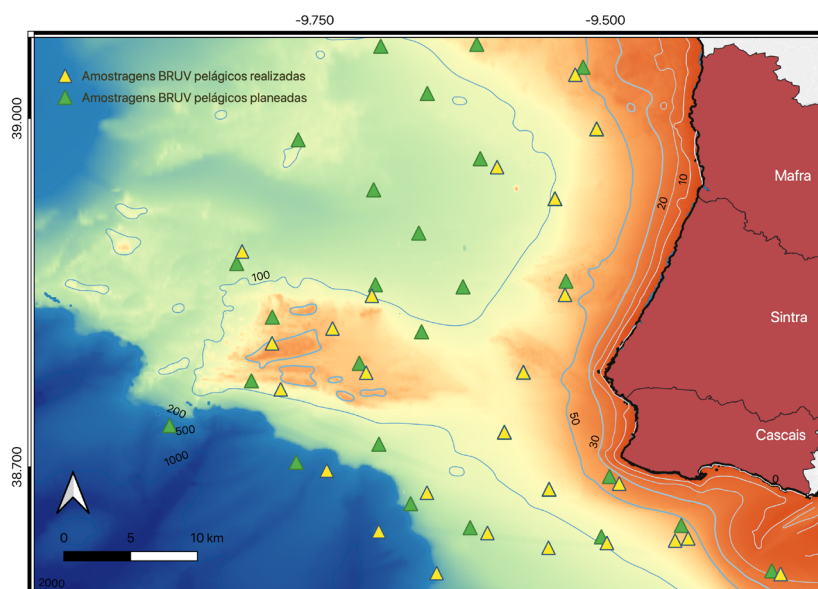 -9.750
-9.500
Amostragens BRUV pelágicos realizadas
Amostragens BRUV pelágicos planeadas
39.000
Mafra
10
20
100
Sintra
200
500
50
30
Cascais
1000
38.700
0
0 5 10 km
2000